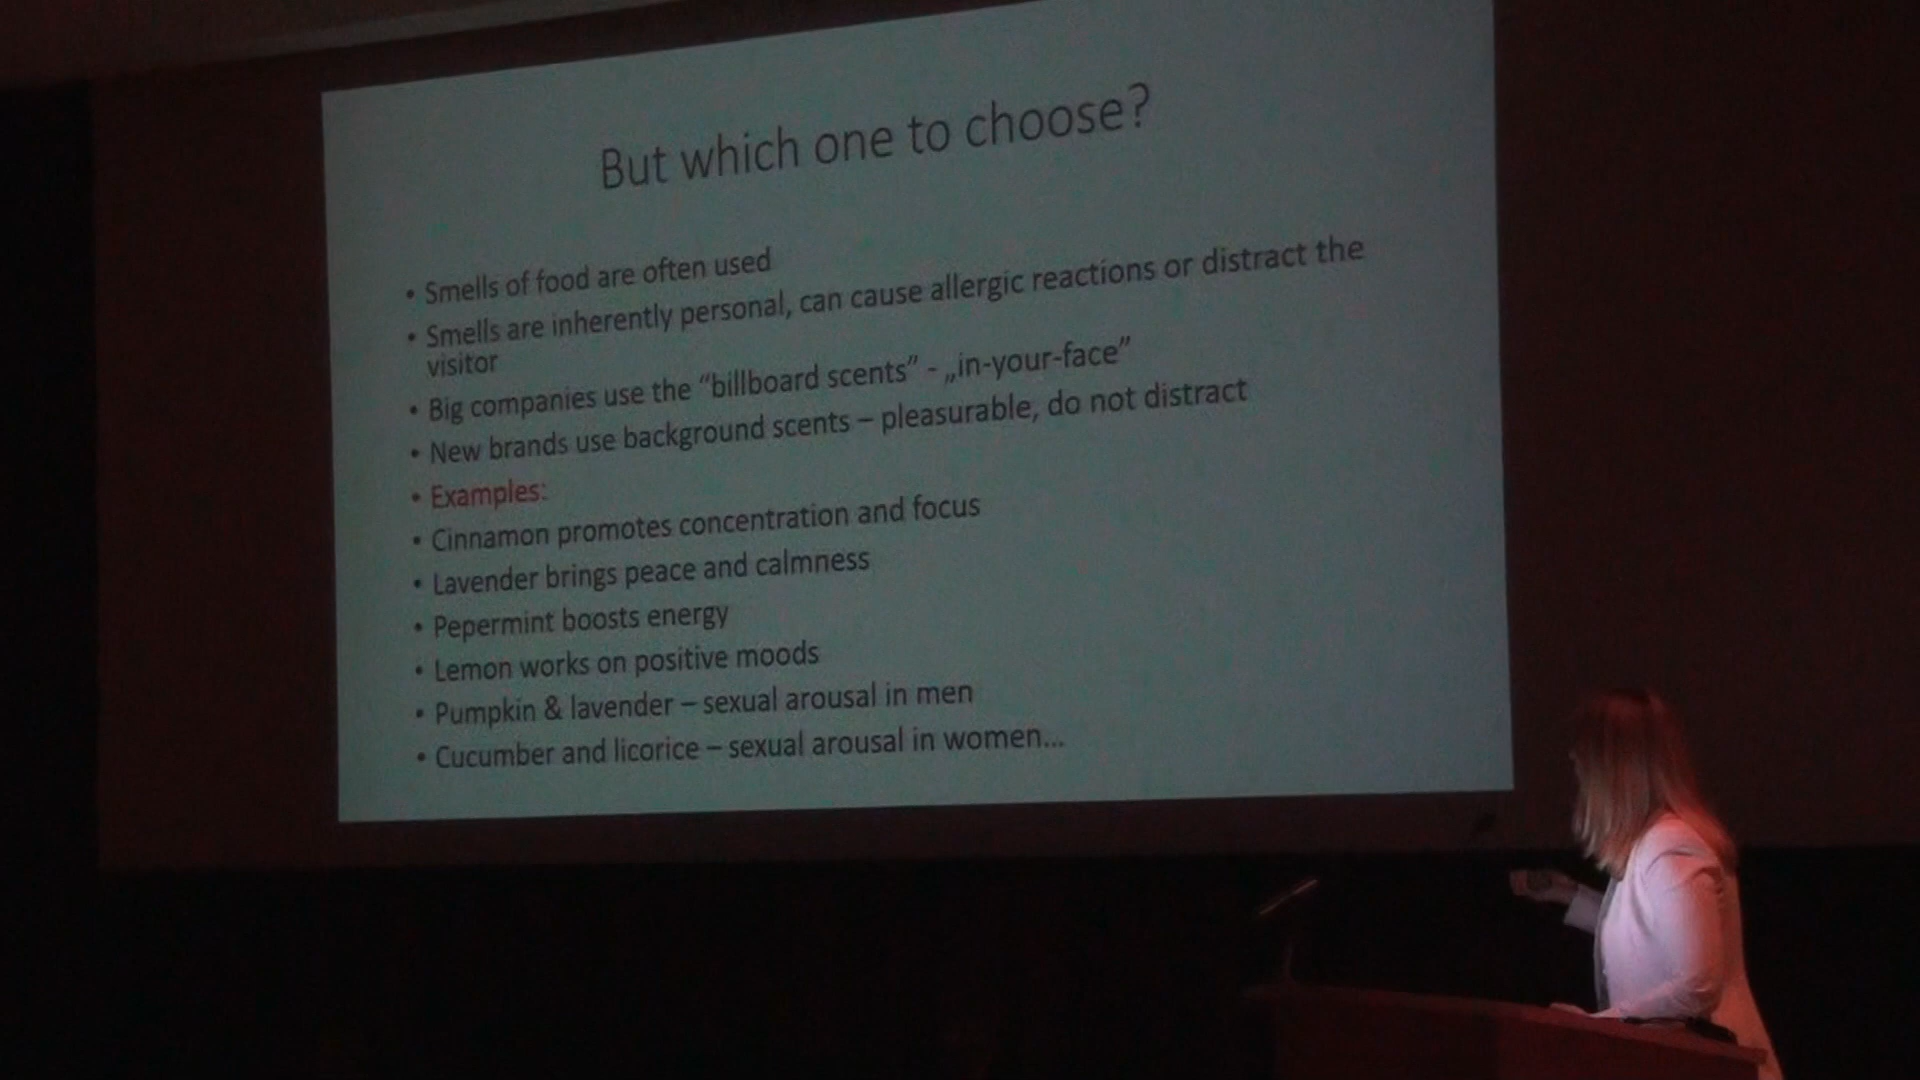 But which one to choose?
• Smells of food are often used
• Smells are inherently personal, can cause allergic reactions or distract the
visitor
• Big companies use the “billboard scents” - „in-your-face”
• New brands use background scents – pleasurable, do not distract
• Examples:
• Cinnamon promotes concentration and focus
• Lavender brings peace and calmness
• Pepermint boosts energy
• Lemon works on positive moods
• Pumpkin & lavender – sexual arousal in men
• Cucumber and licorice – sexual arousal in women...